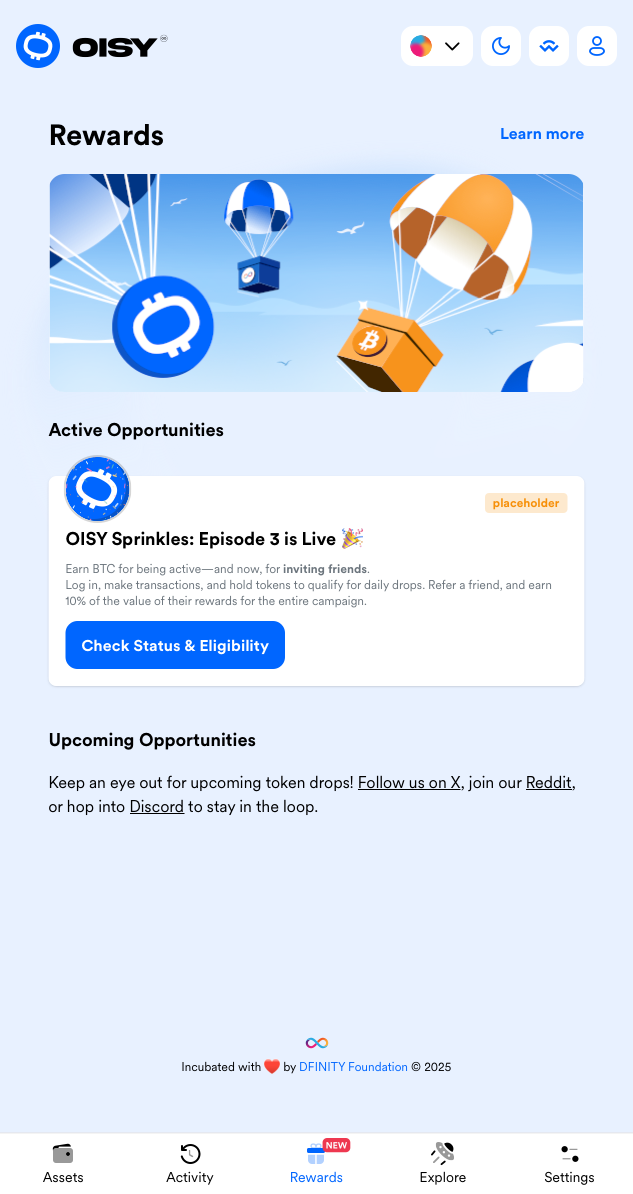 OISY
Rewards
Learn more
Active Opportunities
placeholder
OISY Sprinkles: Episode 3 is Live 🎉
Earn BTC for being active—and now, for inviting friends.
Log in, make transactions, and hold tokens to qualify for daily drops. Refer a friend, and earn
10% of the value of their rewards for the entire campaign.
Check Status & Eligibility
Upcoming Opportunities
Keep an eye out for upcoming token drops! Follow us on X, join our Reddit,
or hop into Discord to stay in the loop.
Incubated with ❤️ by DFINITY Foundation © 2025
NEW
Assets
Activity
Rewards
Explore
Settings